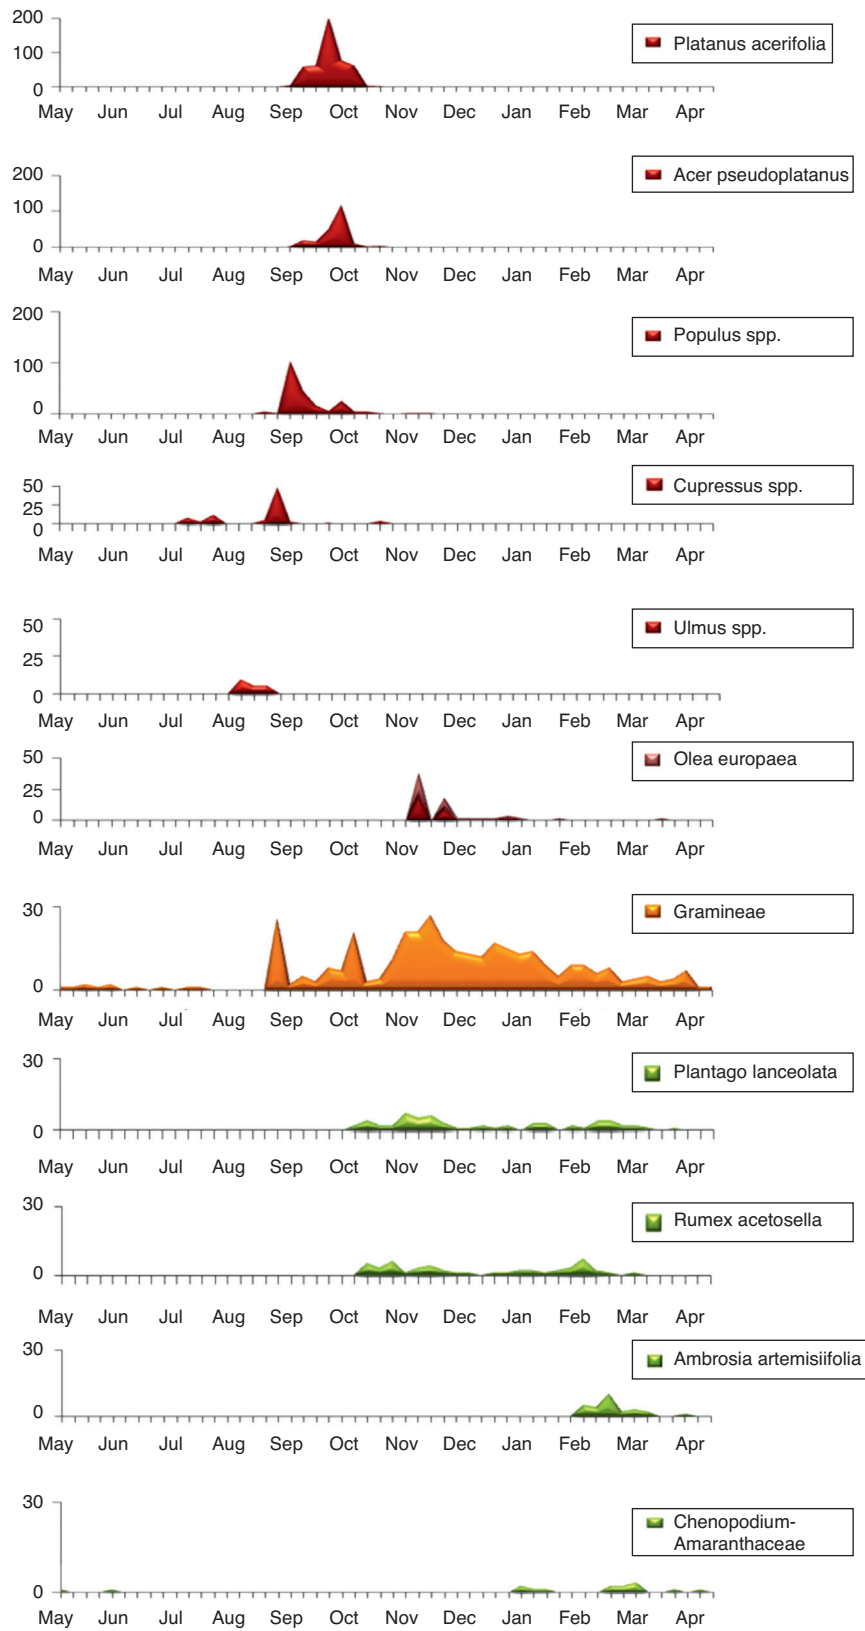 200
100
0
Platanus acerifolia
May Jun Jul Aug Sep Oct Nov Dec Jan Feb Mar Apr
200
100
0
Acer pseudoplatanus
May Jun Jul Aug Sep Oct Nov Dec Jan Feb Mar Apr
200
100
0
Populus spp.
May Jun Jul Aug Sep Oct Nov Dec Jan Feb Mar Apr
50
25
0
Cupressus spp.
May Jun Jul Aug Sep Oct Nov Dec Jan Feb Mar Apr
50
25
0
Ulmus spp.
May Jun Jul Aug Sep Oct Nov Dec Jan Feb Mar Apr
50
25
0
Olea europaea
May Jun Jul Aug Sep Oct Nov Dec Jan Feb Mar Apr
30
0
Gramineae
May Jun Jul Aug Sep Oct Nov Dec Jan Feb Mar Apr
30
0
Plantago lanceolata
May Jun Jul Aug Sep Oct Nov Dec Jan Feb Mar Apr
30
0
Rumex acetosella
May Jun Jul Aug Sep Oct Nov Dec Jan Feb Mar Apr
30
0
Ambrosia artemisiifolia
May Jun Jul Aug Sep Oct Nov Dec Jan Feb Mar Apr
30
0
Chenopodium-
Amaranthaceae
May Jun Jul Aug Sep Oct Nov Dec Jan Feb Mar Apr